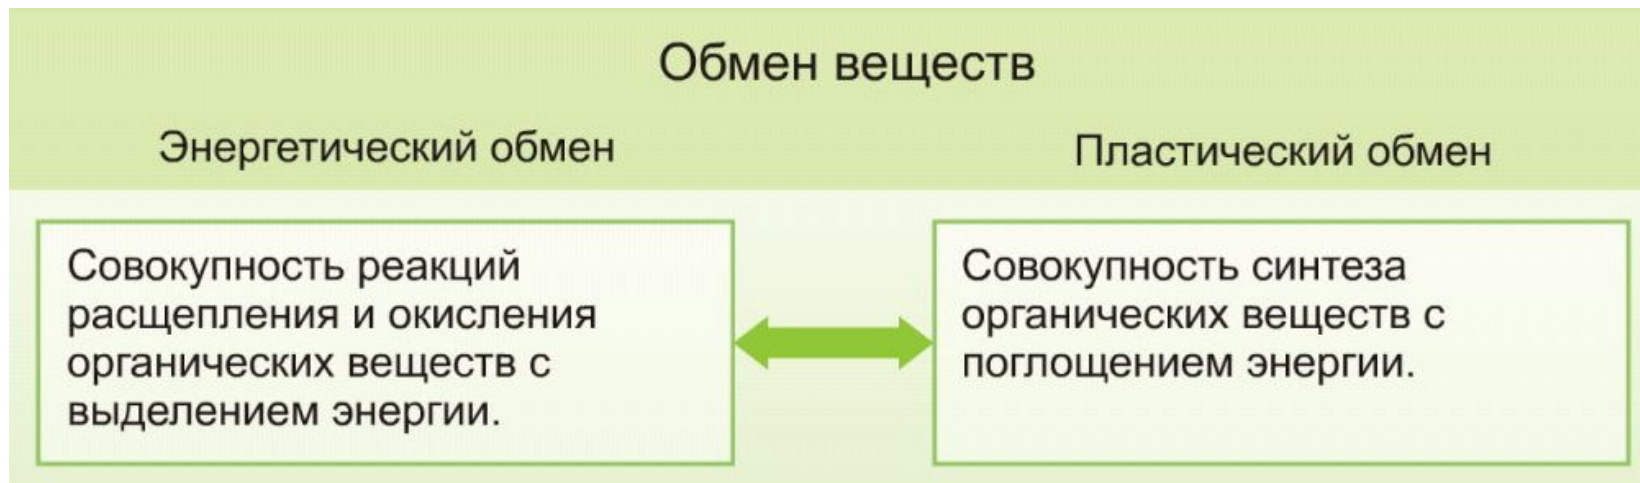 Обмен веществ
Энергетический обмен
Пластический обмен
Совокупность реакций
расщепления и окисления
органических веществ с
выделением энергии.
Совокупность синтеза
органических веществ с
поглощением энергии.